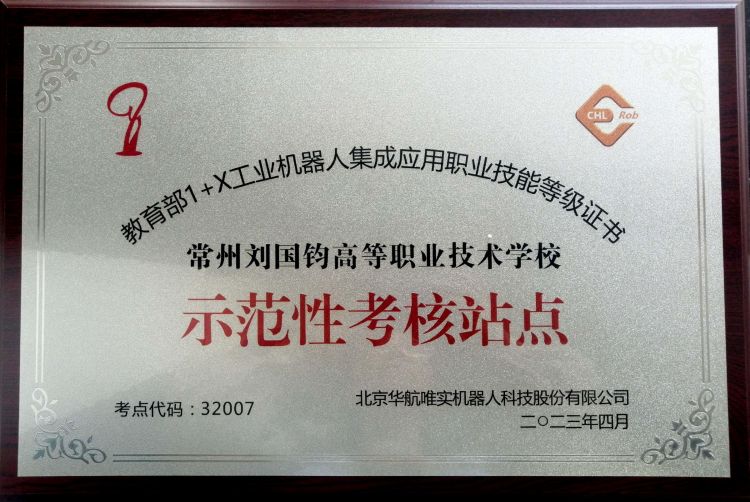 CHL Rob
教育部1+X工业机器人集成应用职业技能等级证书
常州刘国钧高等职业技术学校
示范性考核站点
考点代码：32007
北京华航唯实机器人科技股份有限公司
二〇二三年四月